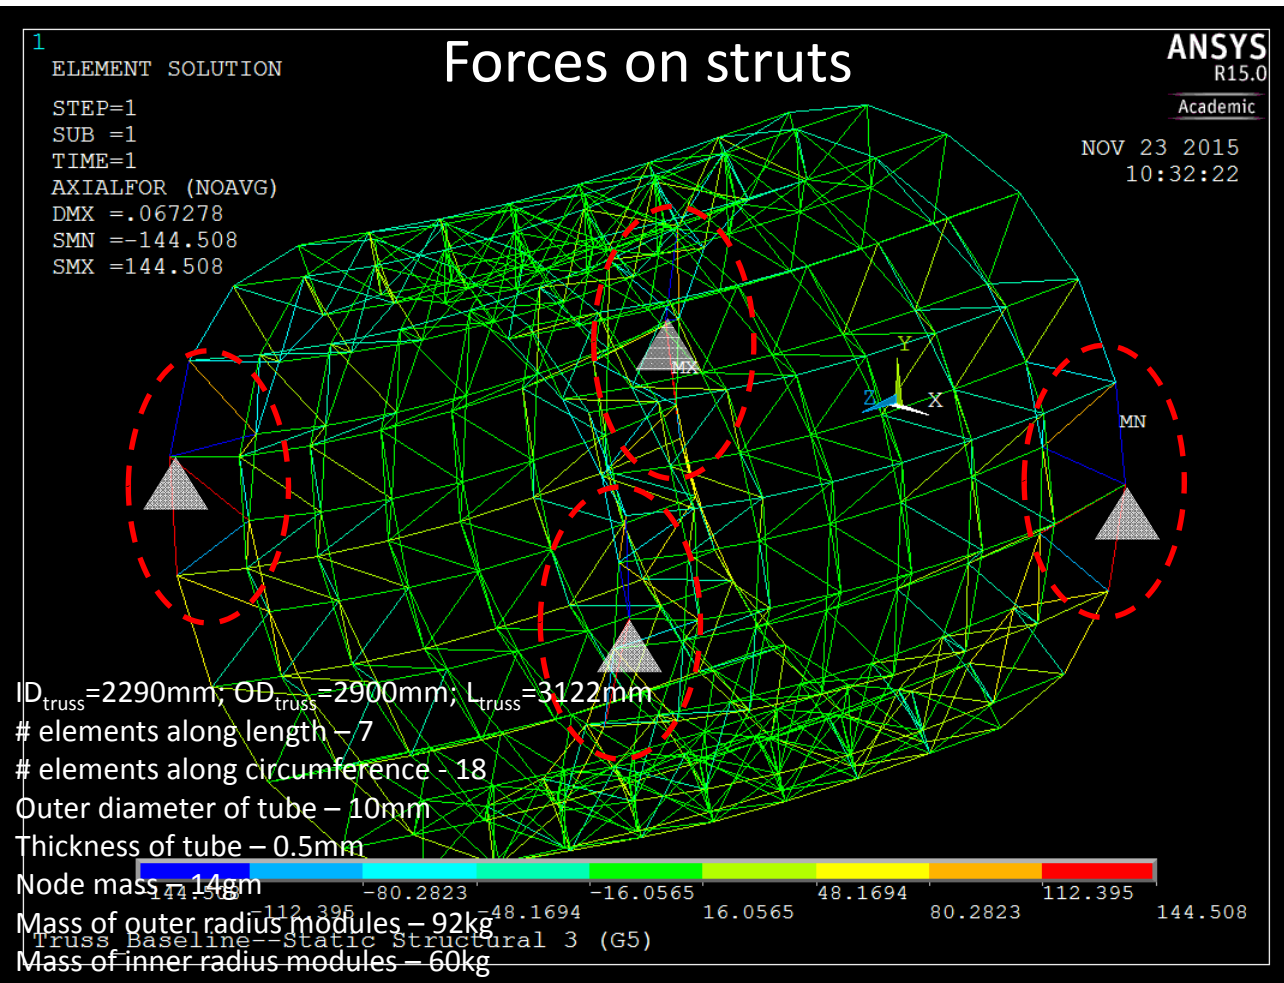 1
Forces on struts
ANSYS
R15.0
Academic
ELEMENT SOLUTION
STEP=1
SUB =1
TIME=1
AXIALFOR (NOAVG)
DMX =.067278
SMN =-144.508
SMX =144.508
NOV 23 2015
10:32:22
MX
Y
Z
X
MN
IDtruss=2290mm; ODtruss=2900mm; Ltruss=3122mm
# elements along length – 7
# elements along circumference - 18
Outer diameter of tube – 10mm
Thickness of tube – 0.5mm
Node mass – 14gm
-144.508 -80.2823 -16.0565 48.1694 112.395
-112.395 -48.1694 16.0565 80.2823 144.508
Mass of outer radius modules – 92kg
Truss_Baseline--Static Structural 3 (G5)
Mass of inner radius modules – 60kg